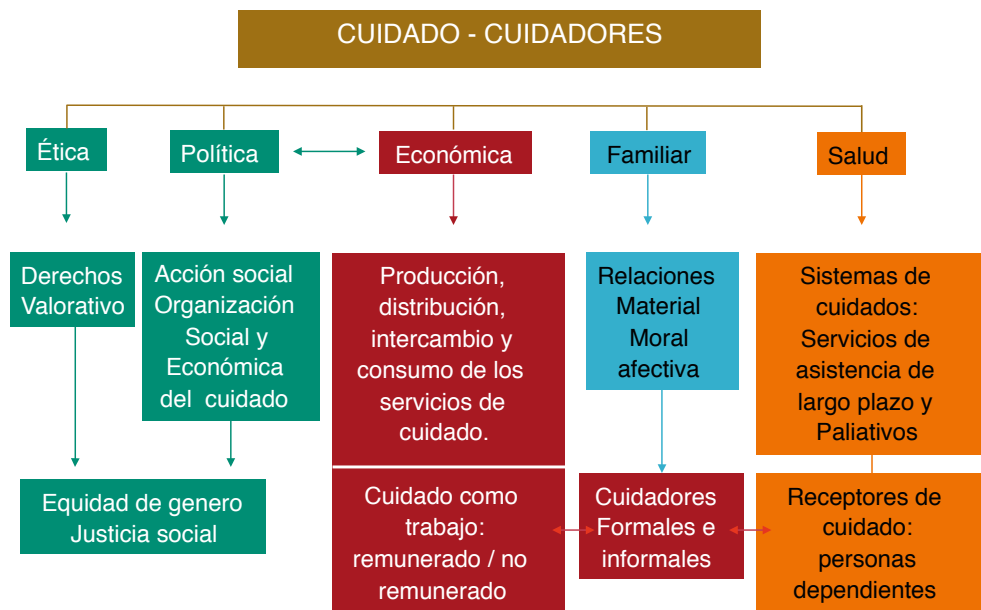 CUIDADO - CUIDADORES
Ética
Política
Económica
Familiar
Salud
Derechos
Valorativo
Acción social
Organización
Social y
Económica
del cuidado
Producción,
distribución,
intercambio y
consumo de los
servicios de
cuidado.
Relaciones
Material
Moral
afectiva
Sistemas de
cuidados:
Servicios de
asistencia de
largo plazo y
Paliativos
Equidad de genero
Justicia social
Cuidado como
trabajo:
remunerado / no
remunerado
Cuidadores
Formales e
informales
Receptores de
cuidado:
personas
dependientes